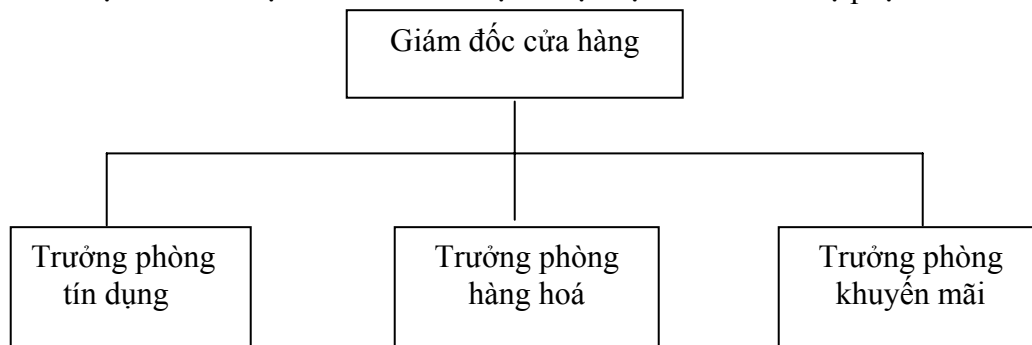 Giám đốc cửa hàng
Trưởng phòng
tín dụng
Trưởng phòng
hàng hoá
Trưởng phòng
khuyến mãi